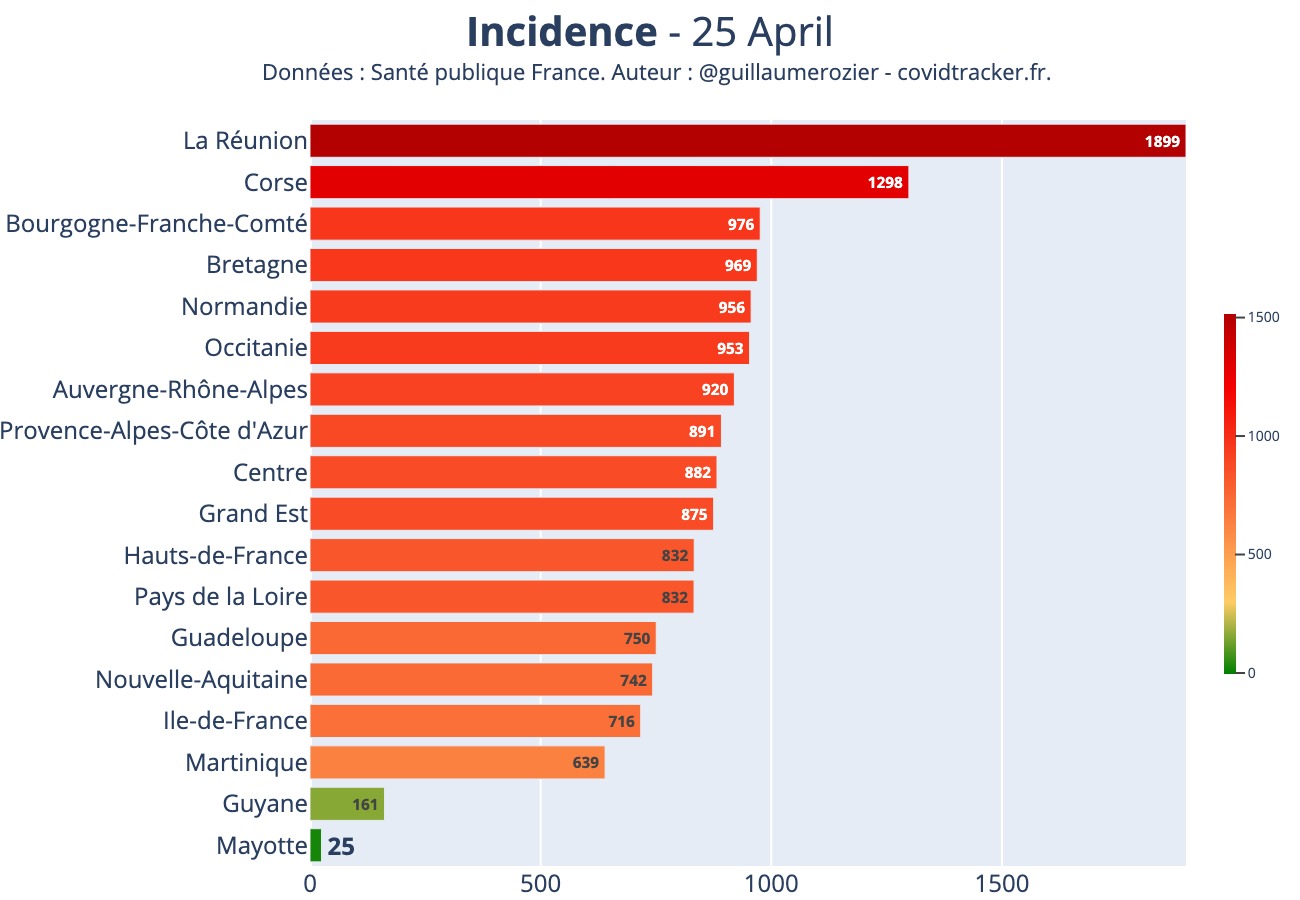 Incidence - 25 April
Données : Santé publique France. Auteur : @guillaumerozier - covidtracker.fr.
La Réunion 1899
Corse 1298
Bourgogne-Franche-Comté 976
Bretagne 969
Normandie 956
Occitanie 953
Auvergne-Rhône-Alpes 920
Provence-Alpes-Côte d'Azur 891
Centre 882
Grand Est 875
Hauts-de-France 832
Pays de la Loire 832
Guadeloupe 750
Nouvelle-Aquitaine 742
Ile-de-France 716
Martinique 639
Guyane 161
Mayotte 25
0 500 1000 1500
1500
1000
500
0